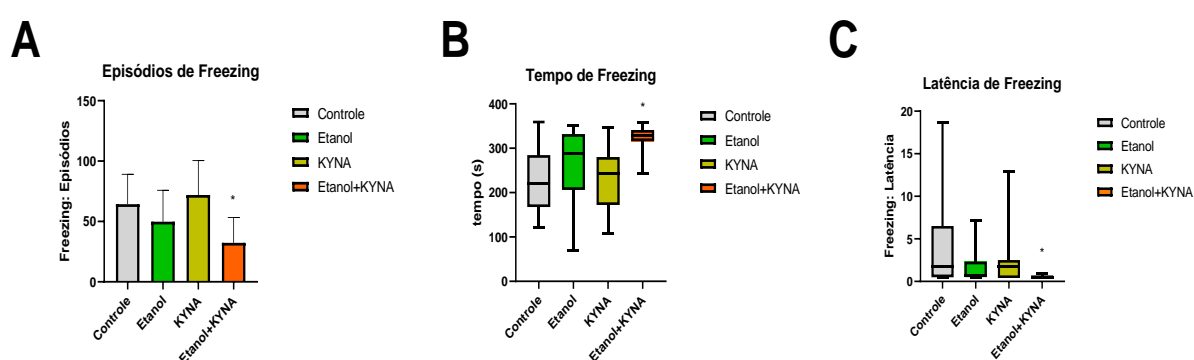 A
Episódios de Freezing
Freezing: Episódios
150
100
50
0
*
Controle
Etanol
KYNA
Etanol+KYNA
Controle
Etanol
KYNA
Etanol+KYNA
B
Tempo de Freezing
tempo (s)
400
300
200
100
0
*
Controle
Etanol
KYNA
Etanol+KYNA
Controle
Etanol
KYNA
Etanol+KYNA
C
Latência de Freezing
Freezing: Latência
20
15
10
5
0
*
Controle
Etanol
KYNA
Etanol+KYNA
Controle
Etanol
KYNA
Etanol+KYNA